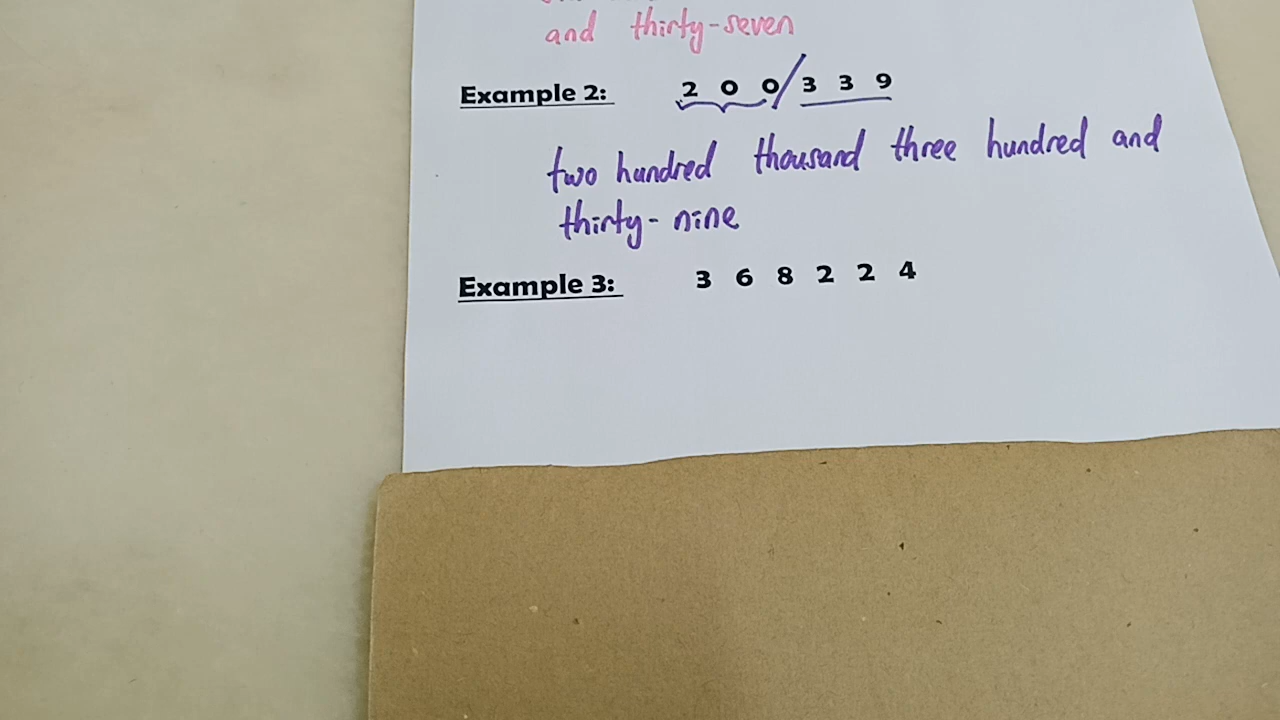 and thirty-seven
Example 2: 2 0 0 / 3 3 9
two hundred thousand three hundred and
thirty-nine
Example 3: 3 6 8 2 2 4